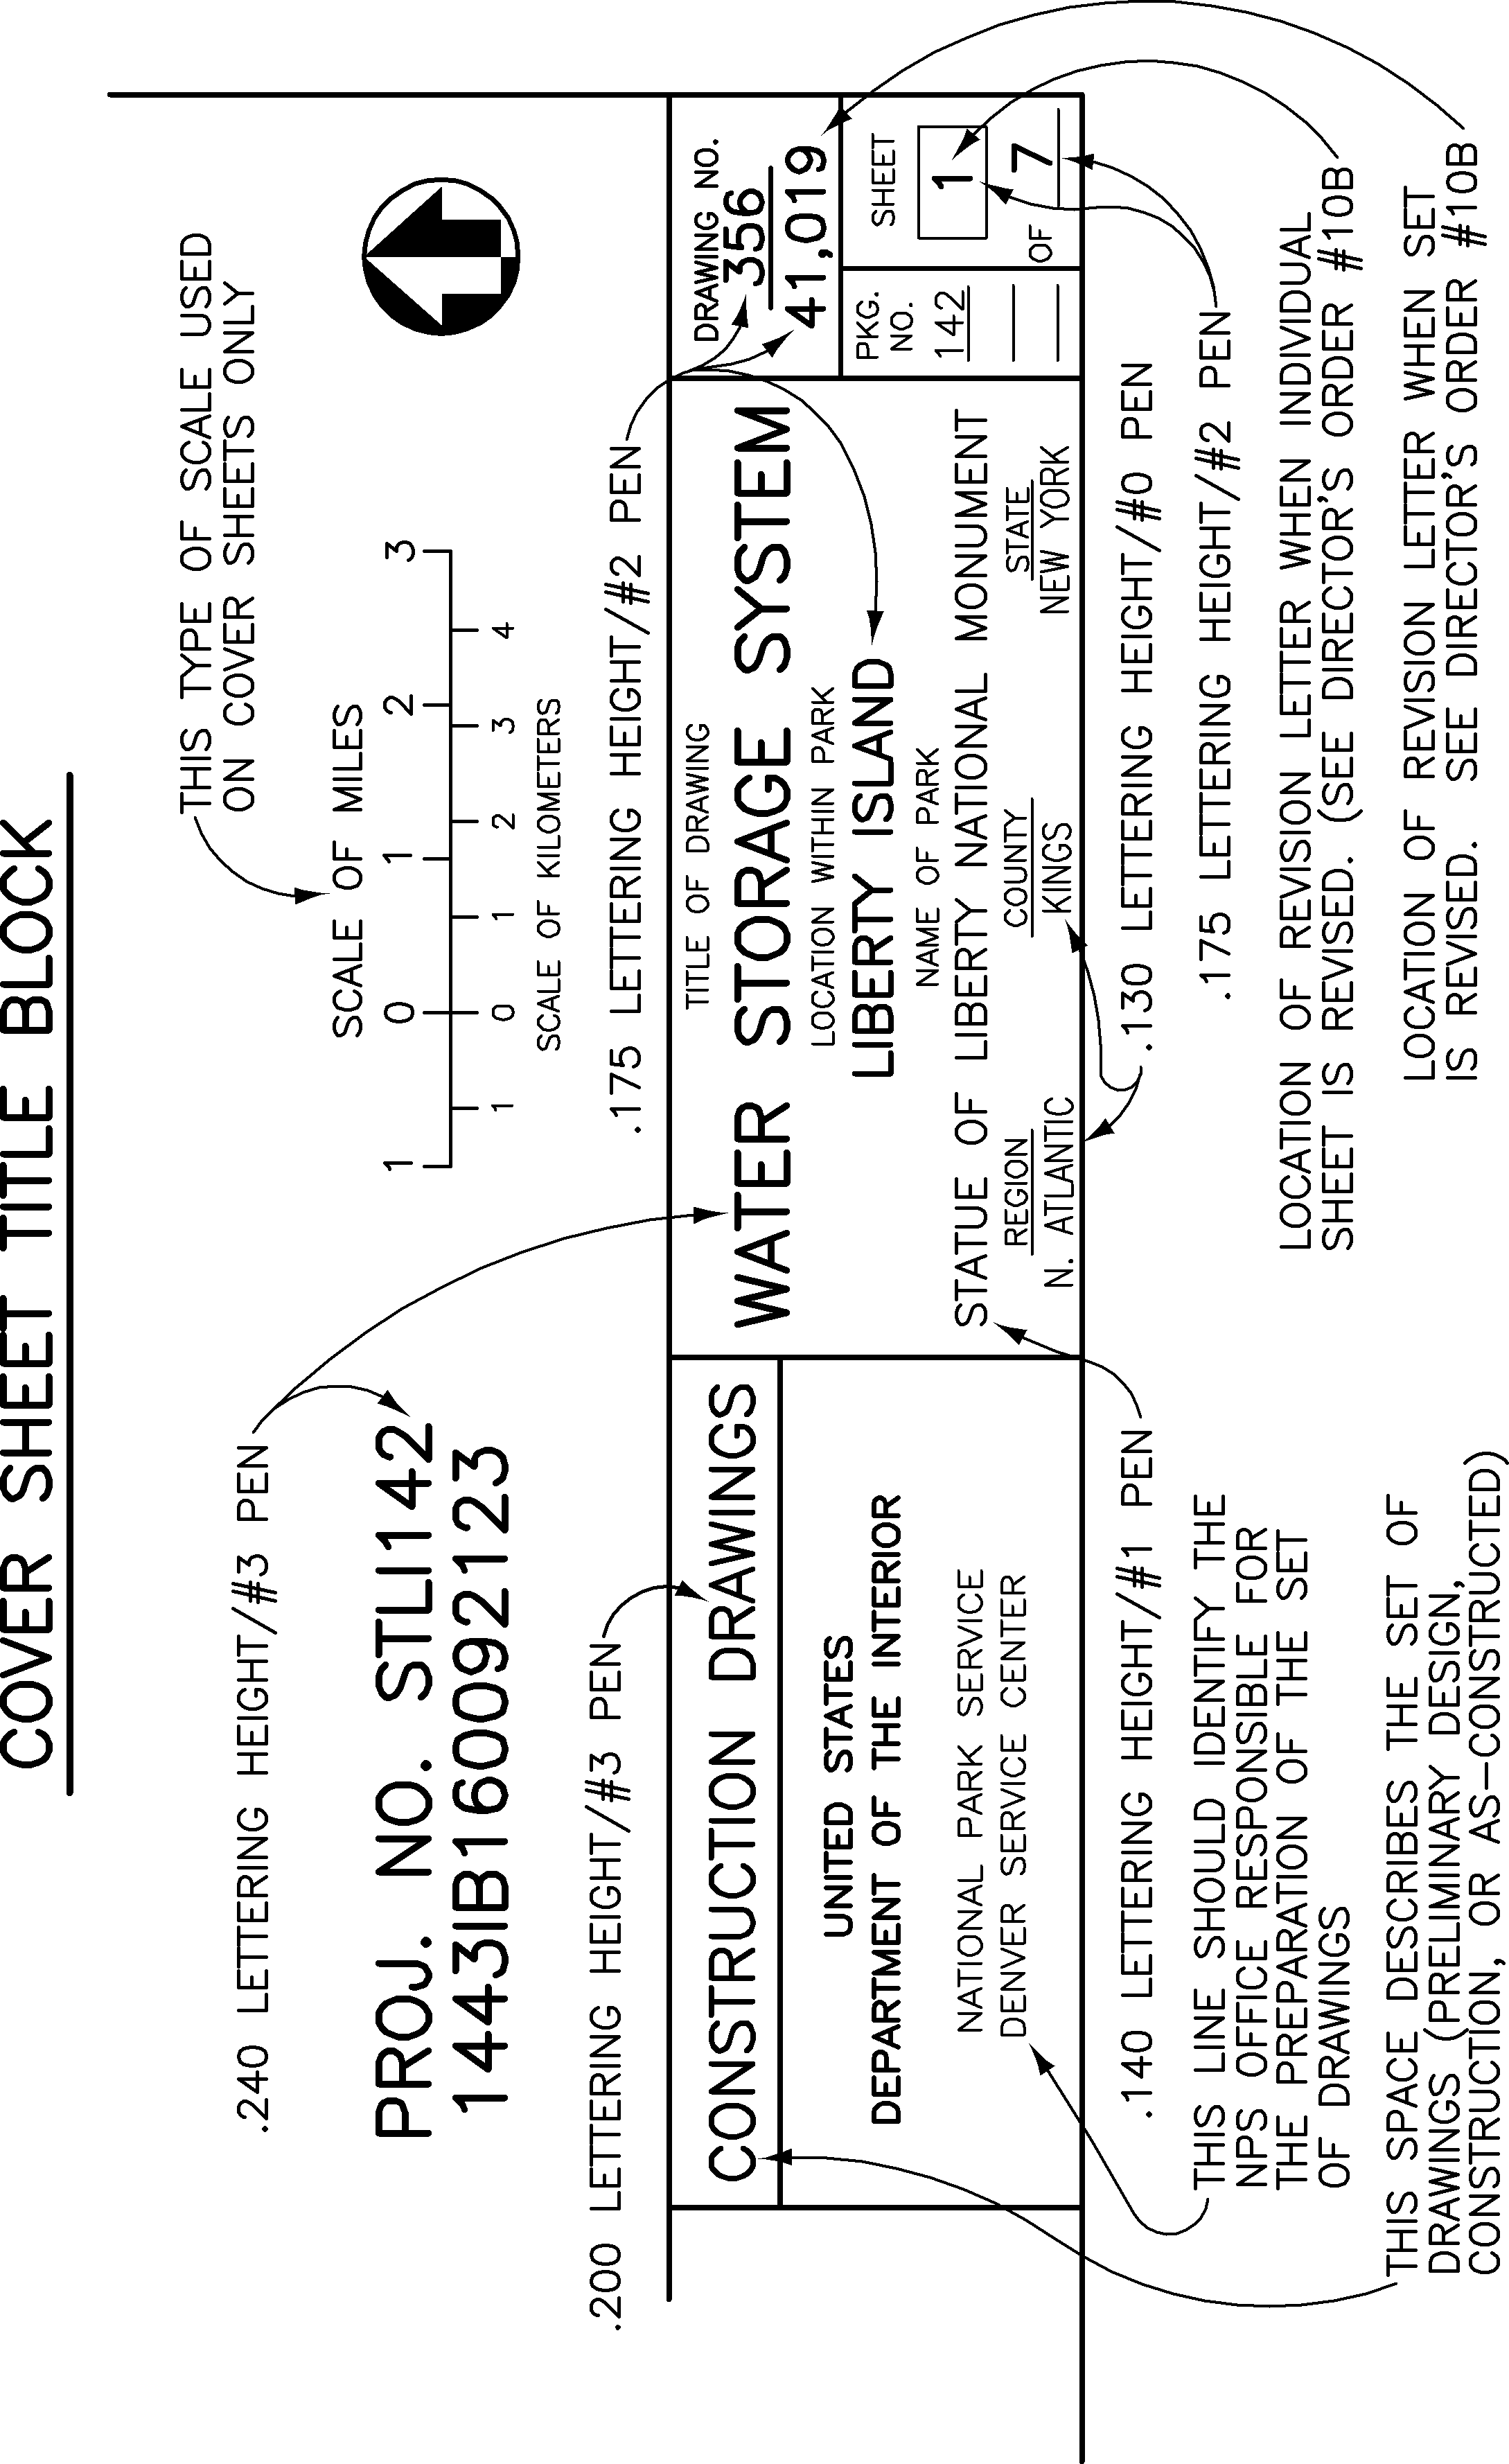 COVER SHEET TITLE BLOCK
THIS TYPE OF SCALE USED
ON COVER SHEETS ONLY
.240 LETTERING HEIGHT/#3 PEN
SCALE OF MILES
1 0 1 2 3
1 0 1 2 3 4
SCALE OF KILOMETERS
PROJ. NO. STLI142
1443IB160092123
.200 LETTERING HEIGHT/#3 PEN
.175 LETTERING HEIGHT/#2 PEN
CONSTRUCTION DRAWINGS
UNITED STATES
DEPARTMENT OF THE INTERIOR
NATIONAL PARK SERVICE
DENVER SERVICE CENTER
TITLE OF DRAWING
WATER STORAGE SYSTEM
LOCATION WITHIN PARK
LIBERTY ISLAND
NAME OF PARK
STATUE OF LIBERTY NATIONAL MONUMENT
REGION COUNTY STATE
N. ATLANTIC KINGS NEW YORK
DRAWING NO.
356
41,019
PKG.
NO.
142
SHEET
1
OF 7
.140 LETTERING HEIGHT/#1 PEN
.130 LETTERING HEIGHT/#0 PEN
.175 LETTERING HEIGHT/#2 PEN
THIS LINE SHOULD IDENTIFY THE
NPS OFFICE RESPONSIBLE FOR
THE PREPARATION OF THE SET
OF DRAWINGS
LOCATION OF REVISION LETTER WHEN INDIVIDUAL
SHEET IS REVISED. (SEE DIRECTOR'S ORDER #10B
THIS SPACE DESCRIBES THE SET OF
DRAWINGS (PRELIMINARY DESIGN,
CONSTRUCTION, OR AS-CONSTRUCTED)
LOCATION OF REVISION LETTER WHEN SET
IS REVISED. SEE DIRECTOR'S ORDER #10B